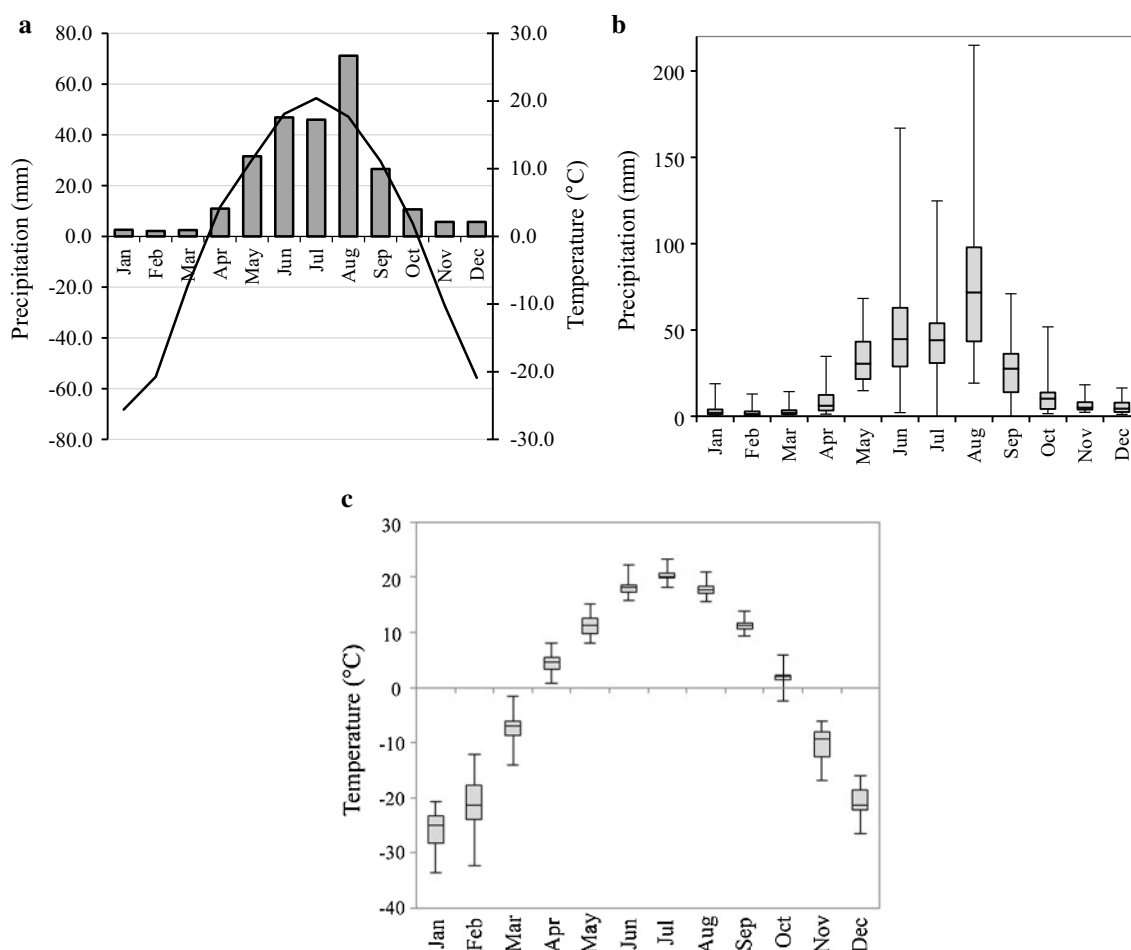 a
80.0
60.0
40.0
20.0
0.0
-20.0
-40.0
-60.0
-80.0
Precipitation (mm)
Jan
Feb
Mar
Apr
May
Jun
Jul
Aug
Sep
Oct
Nov
Dec
30.0
20.0
10.0
0.0
-10.0
-20.0
-30.0
Temperature (°C)
b
200
150
100
50
0
Precipitation (mm)
Jan
Feb
Mar
Apr
May
Jun
Jul
Aug
Sep
Oct
Nov
Dec
c
30
20
10
0
-10
-20
-30
-40
Temperature (°C)
Jan
Feb
Mar
Apr
May
Jun
Jul
Aug
Sep
Oct
Nov
Dec